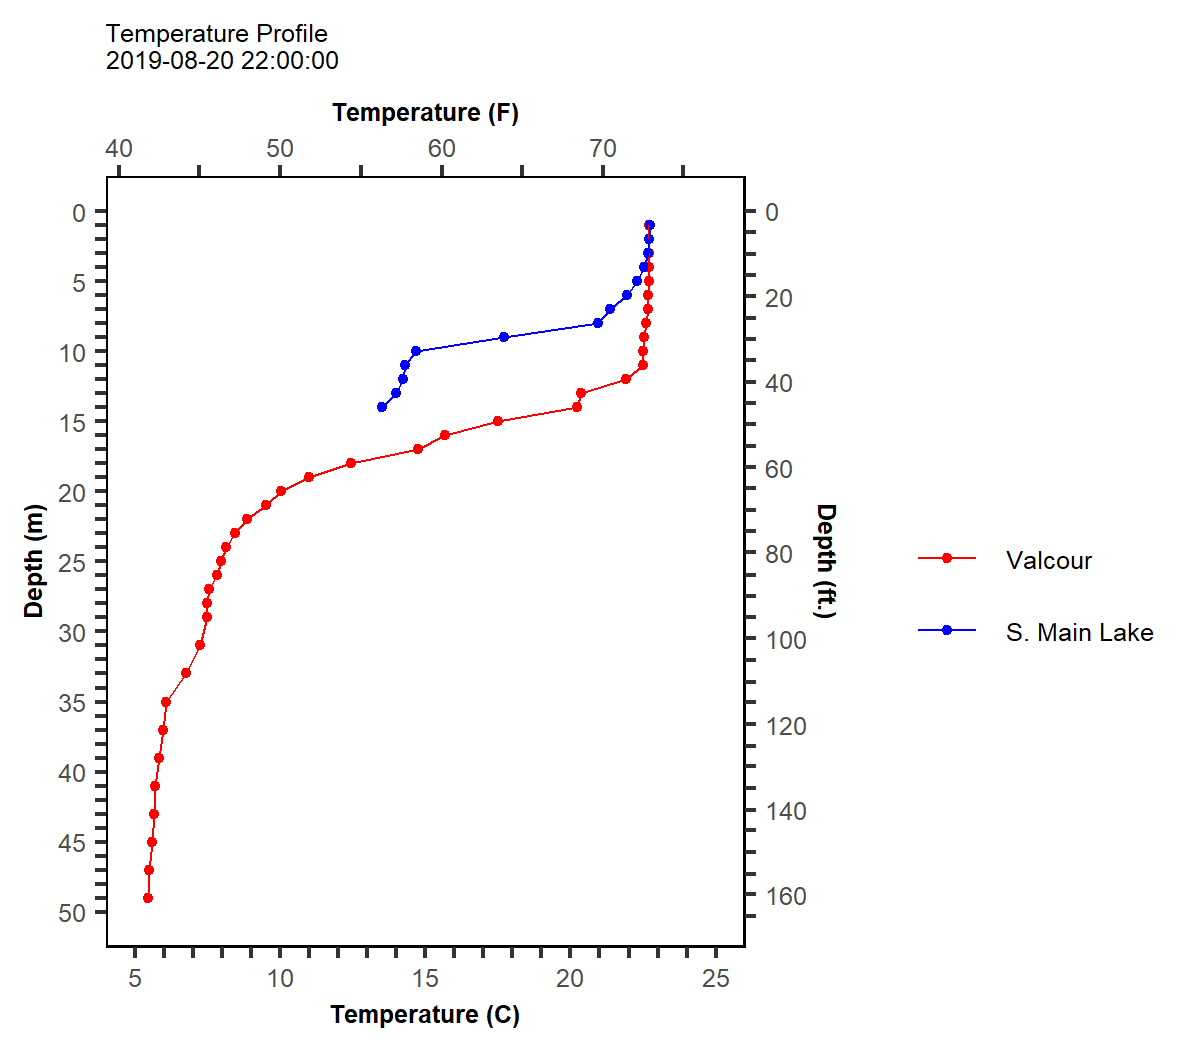 Temperature Profile
2019-08-20 22:00:00
Temperature (F)
40 50 60 70
0 5 10 15 20 25 30 35 40 45 50
Depth (m)
0 20 40 60 80 100 120 140 160
Depth (ft.)
5 10 15 20 25
Temperature (C)
Valcour
S. Main Lake